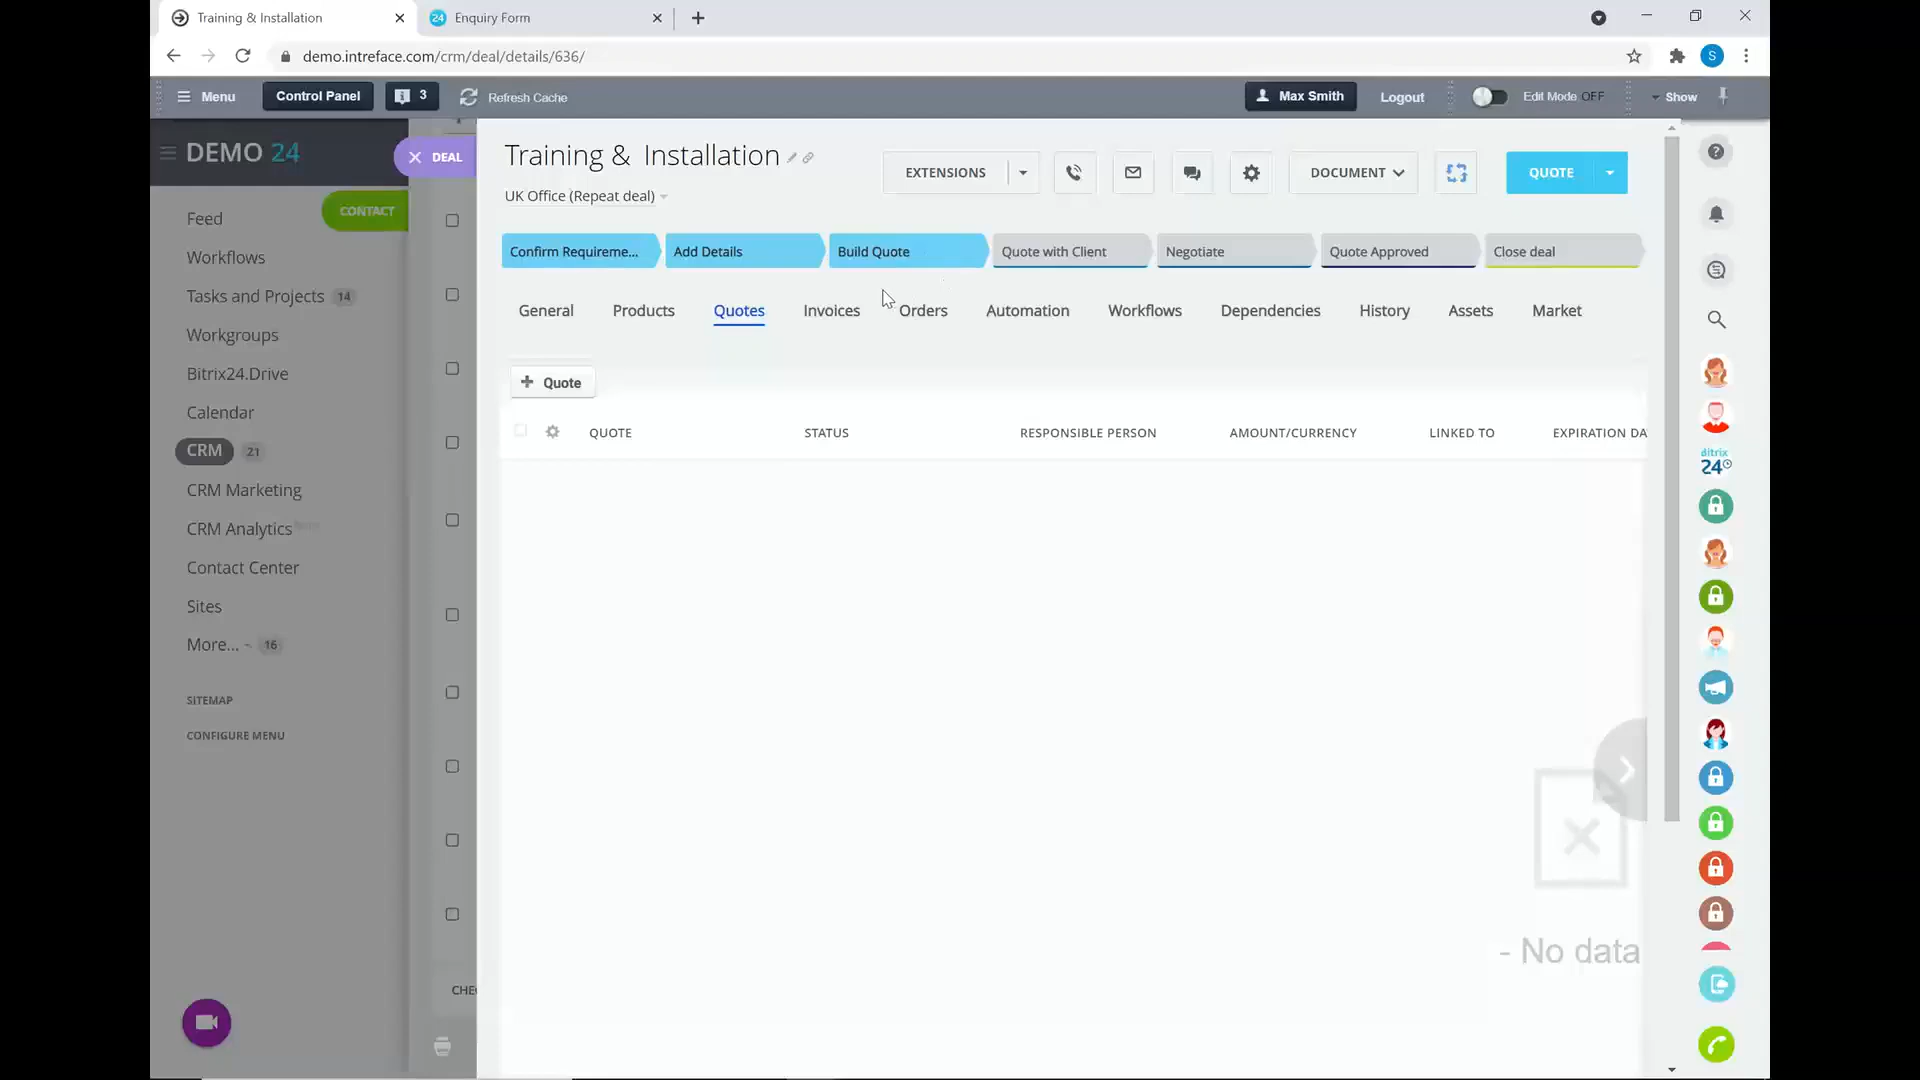 Training & Installation
24 Enquiry Form
demo.intreface.com/crm/deal/details/636/
S
Menu
Control Panel
3
Refresh Cache
Max Smith
Logout
Edit Mode OFF
Show
DEMO 24
DEAL
Training & Installation
EXTENSIONS
DOCUMENT
QUOTE
UK Office (Repeat deal)
CONTACT
Feed
Workflows
Tasks and Projects 14
Workgroups
Bitrix24.Drive
Calendar
CRM 21
CRM Marketing
CRM Analytics
Contact Center
Sites
More... 16
SITEMAP
CONFIGURE MENU
Confirm Requireme...
Add Details
Build Quote
Quote with Client
Negotiate
Quote Approved
Close deal
General
Products
Quotes
Invoices
Orders
Automation
Workflows
Dependencies
History
Assets
Market
+ Quote
QUOTE
STATUS
RESPONSIBLE PERSON
AMOUNT/CURRENCY
LINKED TO
EXPIRATION DA
- No data
CHE
bitrix
24